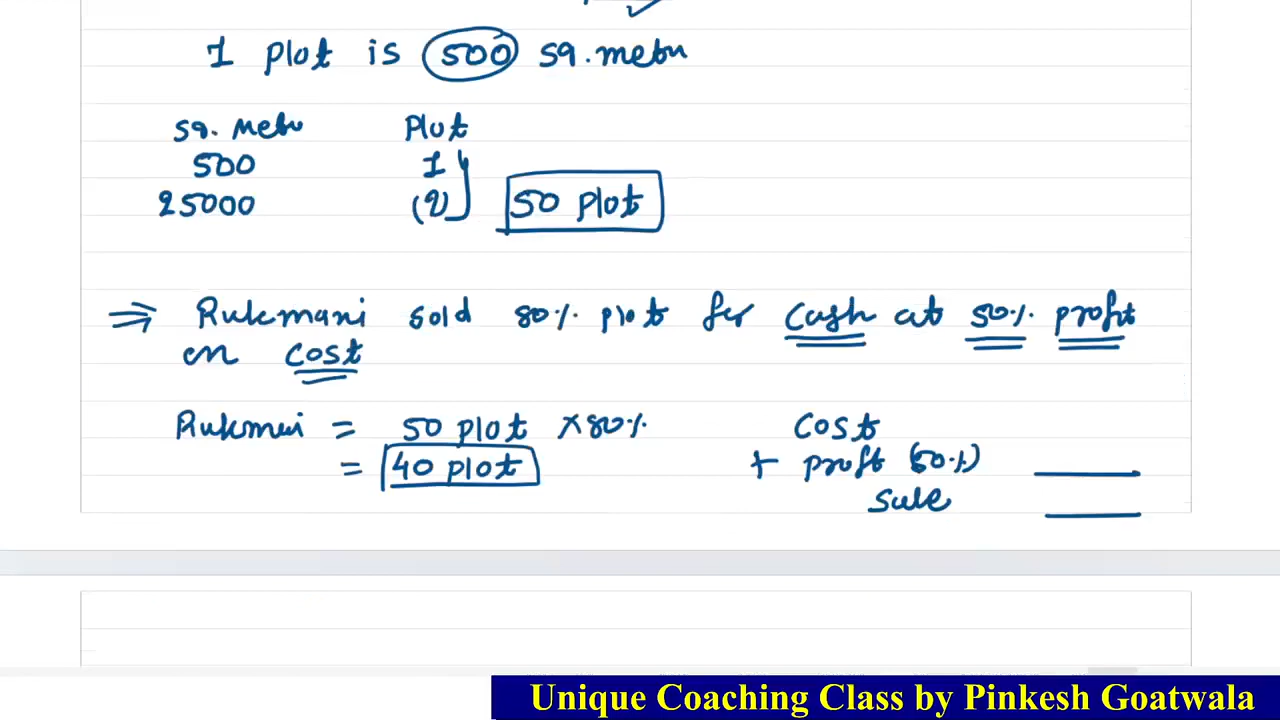 1 plot is 500 sq. metre
sq. Metre Plot
500 1
25000 (?) 50 plot
⇒ Rukmani sold 80% plot for cash at 50% profit
on cost
Rukmni = 50 plot × 80%
= 40 plot
Cost
+ profit (50%)
Sale
Unique Coaching Class by Pinkesh Goatwala